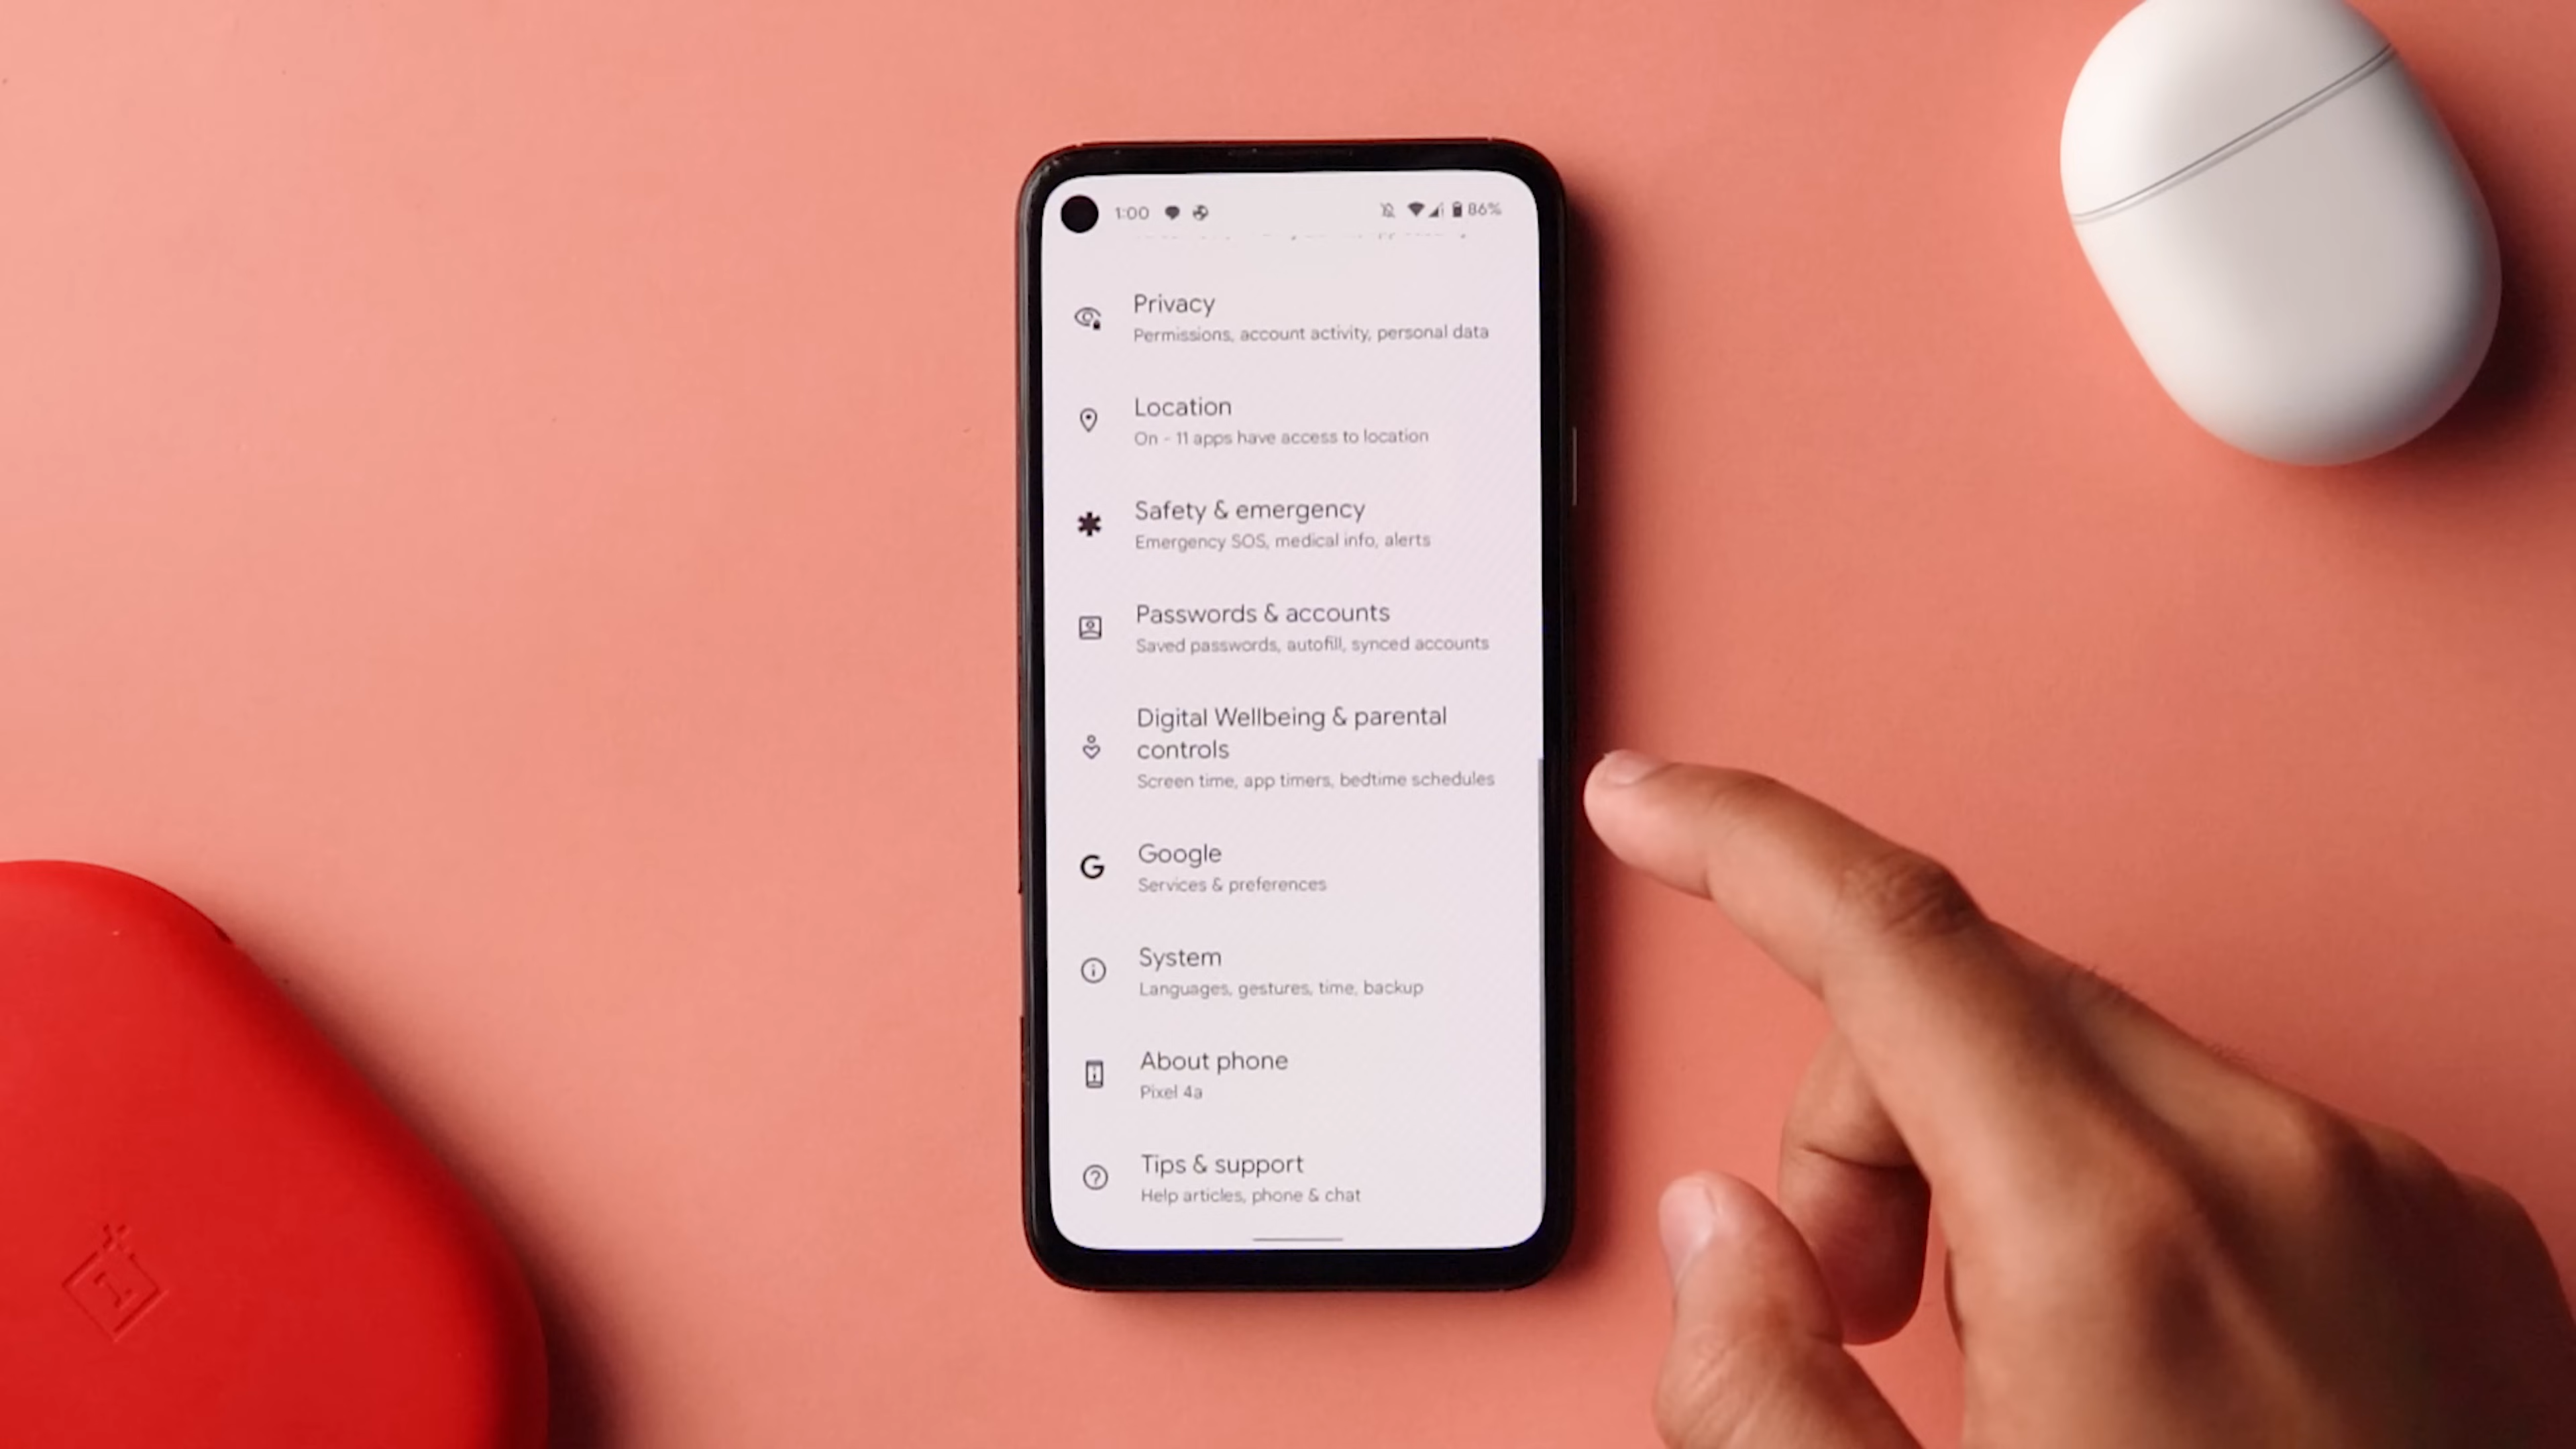 1:00 86%
Privacy
Permissions, account activity, personal data
Location
On - 11 apps have access to location
Safety & emergency
Emergency SOS, medical info, alerts
Passwords & accounts
Saved passwords, autofill, synced accounts
Digital Wellbeing & parental
controls
Screen time, app timers, bedtime schedules
G
Google
Services & preferences
System
Languages, gestures, time, backup
About phone
Pixel 4a
Tips & support
Help articles, phone & chat
1+